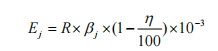 E_j = R × β_j × (1 − η/100) × 10^{-3}